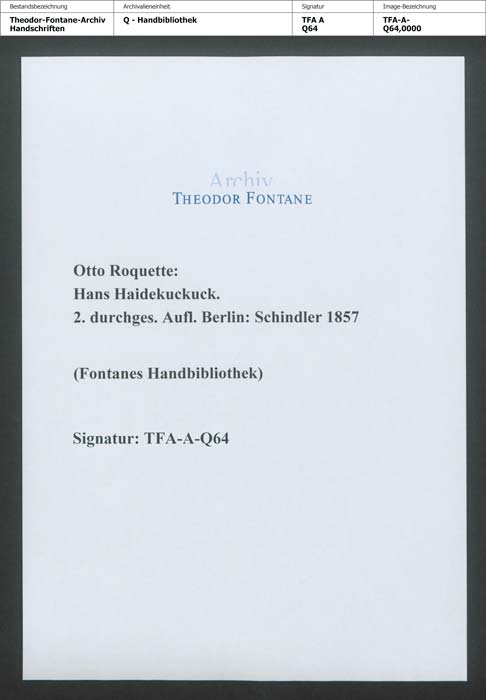 Bestandsbezeichnung
Archivalieneinheit
Signatur
Image-Bezeichnung
Theodor-Fontane-Archiv
Handschriften
Q - Handbibliothek
TFA A
Q64
TFA-A-
Q64,0000
Archiv
THEODOR FONTANE
Otto Roquette:
Hans Haidekuckuck.
2. durchges. Aufl. Berlin: Schindler 1857
(Fontanes Handbibliothek)
Signatur: TFA-A-Q64